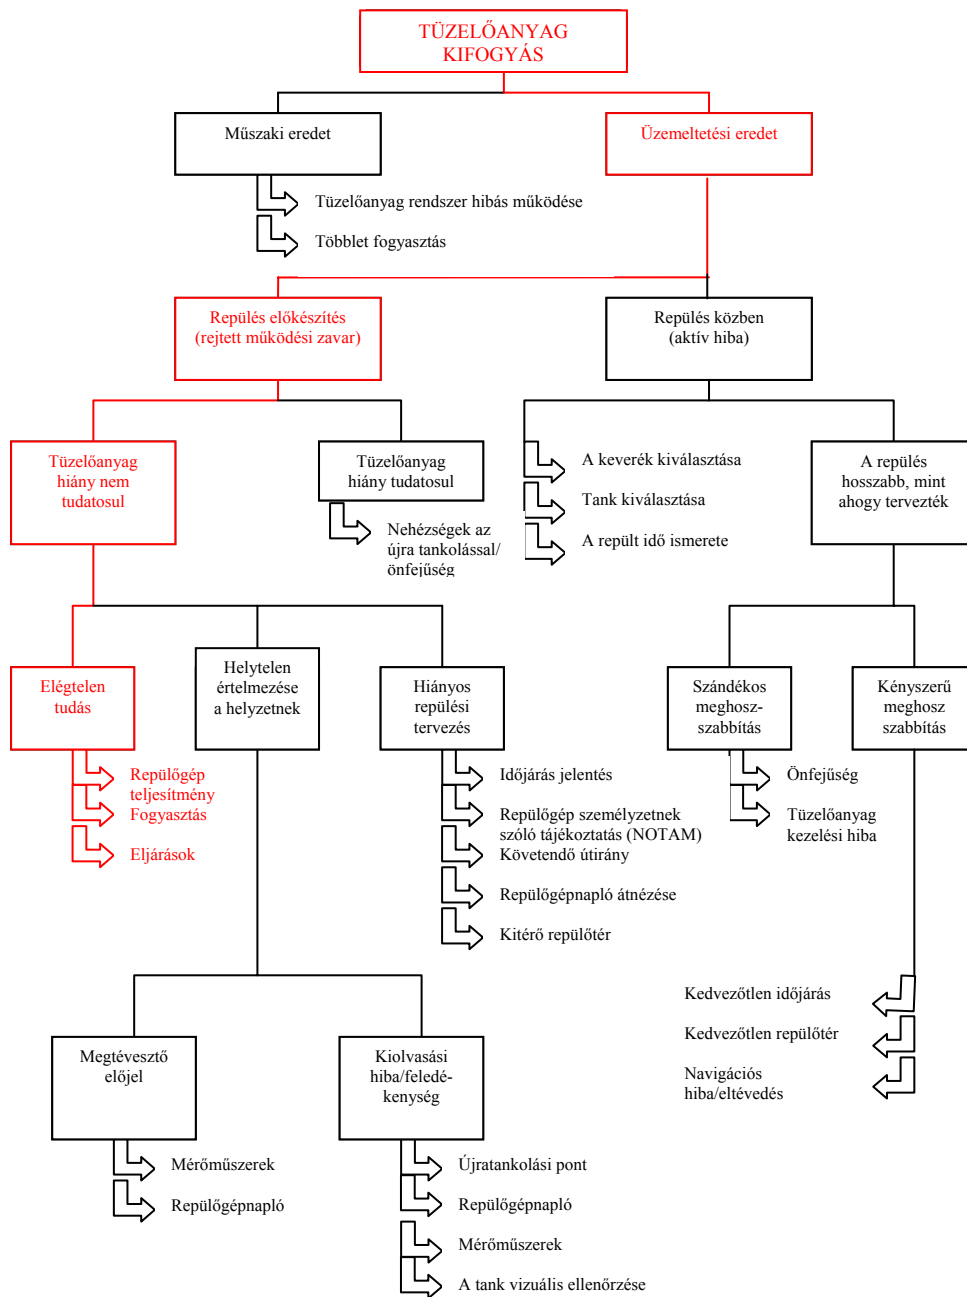 TÜZELŐANYAG
KIFOGYÁS
Műszaki eredet
Üzemeltetési eredet
Tüzelőanyag rendszer hibás működése
Többlet fogyasztás
Repülés előkészítés
(rejtett működési zavar)
Repülés közben
(aktív hiba)
Tüzelőanyag
hiány nem
tudatosul
Tüzelőanyag
hiány tudatosul
Nehézségek az
újra tankolással/
önfejűség
A keverék kiválasztása
Tank kiválasztása
A repült idő ismerete
A repülés
hosszabb, mint
ahogy tervezték
Elégtelen
tudás
Helytelen
értelmezése
a helyzetnek
Hiányos
repülési
tervezés
Szándékos
meghosz-
szabbítás
Kényszerű
meghosz
szabbítás
Repülőgép
teljesítmény
Fogyasztás
Eljárások
Időjárás jelentés
Repülőgép személyzetnek
szóló tájékoztatás (NOTAM)
Követendő útirány
Repülőgépnapló átnézése
Kitérő repülőtér
Önfejűség
Tüzelőanyag
kezelési hiba
Kedvezőtlen időjárás
Kedvezőtlen repülőtér
Navigációs
hiba/eltévedés
Megtévesztő
előjel
Kiolvasási
hiba/feledé-
kenység
Mérőműszerek
Repülőgépnapló
Újratankolási pont
Repülőgépnapló
Mérőműszerek
A tank vizuális ellenőrzése